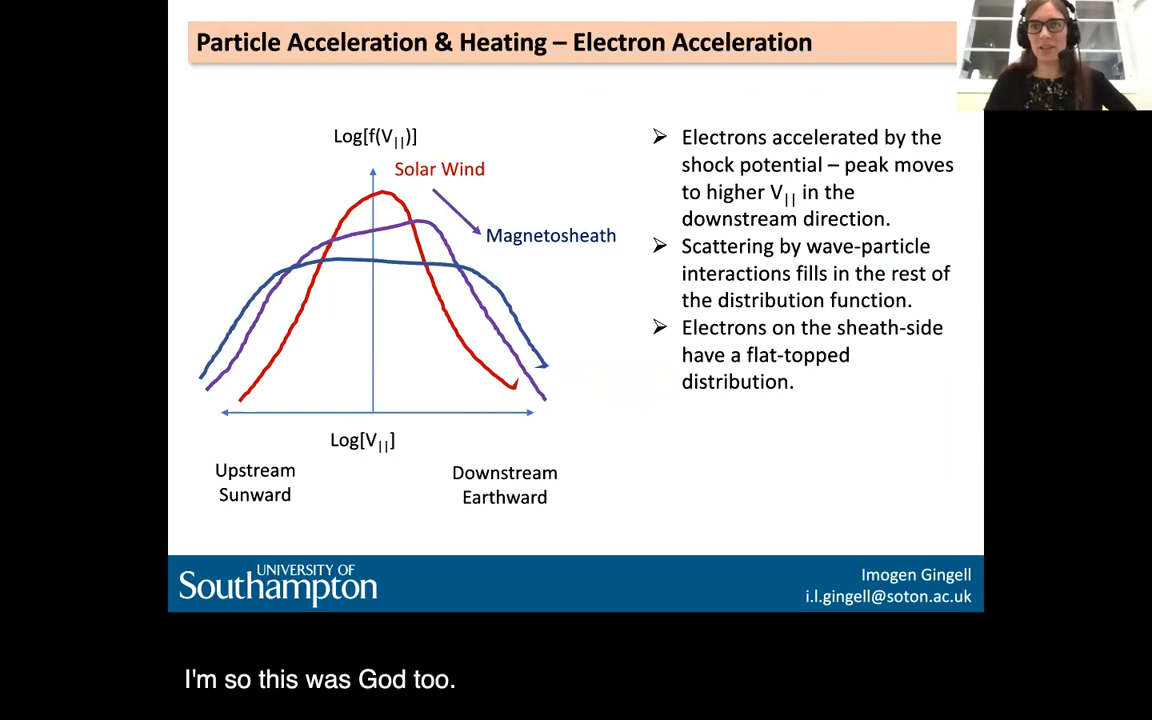 Particle Acceleration & Heating – Electron Acceleration
Log[f(V||)]
Solar Wind
Magnetosheath
Log[V||]
Upstream
Sunward
Downstream
Earthward
➢ Electrons accelerated by the
shock potential – peak moves
to higher V|| in the
downstream direction.
➢ Scattering by wave-particle
interactions fills in the rest of
the distribution function.
➢ Electrons on the sheath-side
have a flat-topped
distribution.
UNIVERSITY OF
Southampton
Imogen Gingell
i.l.gingell@soton.ac.uk
I'm so this was God too.